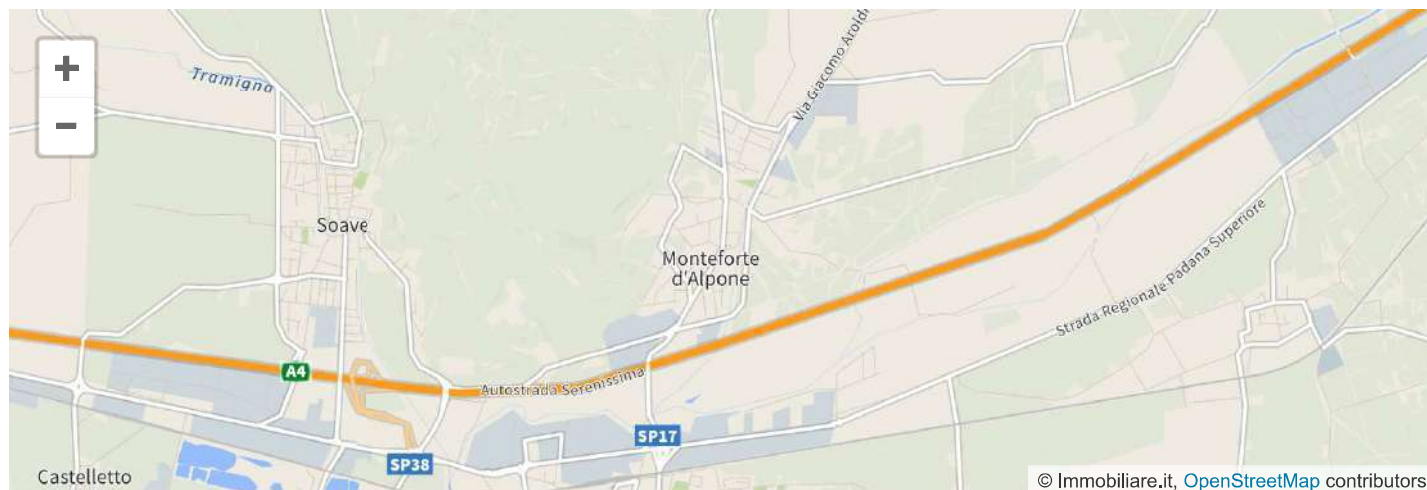 +
−
Tramigna
Via Giacomo Aroldi
Soave
Monteforte
d'Alpone
Strada Regionale Padana Superiore
A4
Autostrada Serenissima
SP17
SP38
Castelletto
© Immobiliare.it, OpenStreetMap contributors